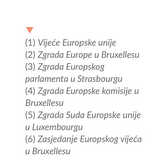 (1) Vijeće Europske unije
(2) Zgrada Europe u Bruxellesu
(3) Zgrada Europskog
parlamenta u Strasbourgu
(4) Zgrada Europske komisije u
Bruxellesu
(5) Zgrada Suda Europske unije
u Luxembourgu
(6) Zasjedanje Europskog vijeća
u Bruxellesu